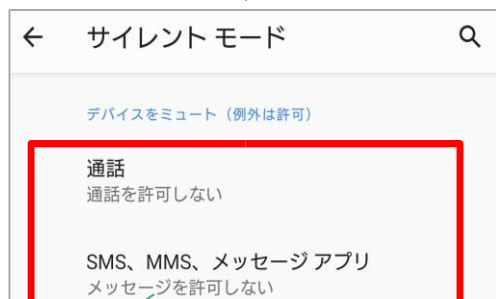 サイレント モード
デバイスをミュート（例外は許可）
通話
通話を許可しない
SMS、MMS、メッセージ アプリ
メッセージを許可しない